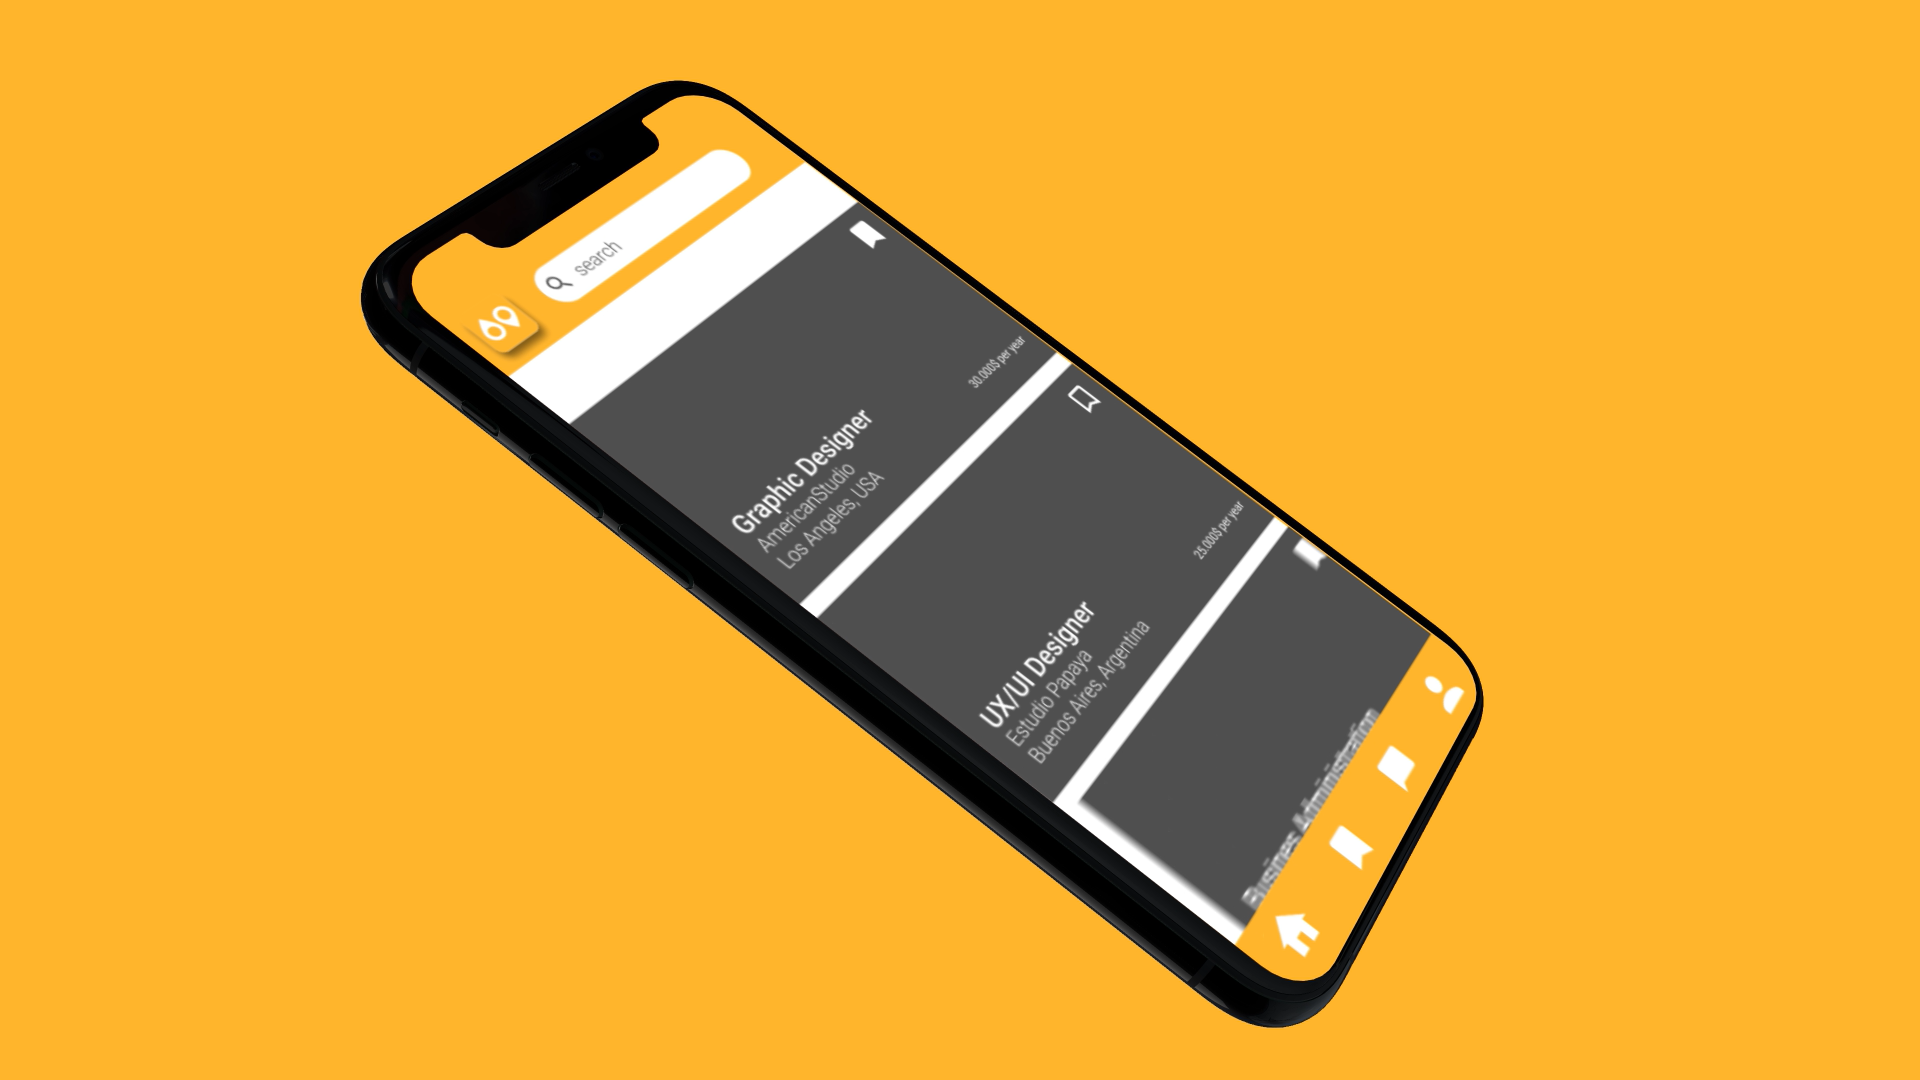 search
30.000$ per year
Graphic Designer
AmericanStudio
Los Angeles, USA
25.000$ per year
UX/UI Designer
Estudio Papaya
Buenos Aires, Argentina
Busines Administration